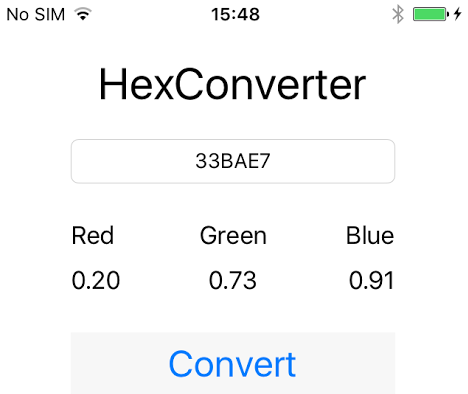 No SIM 15:48
HexConverter
33BAE7
Red Green Blue
0.20 0.73 0.91
Convert